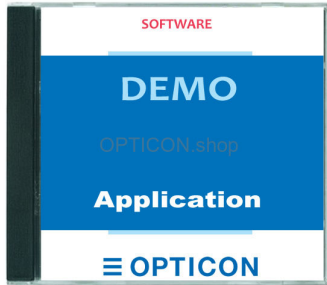 SOFTWARE
DEMO
OPTICON.shop
Application
OPTICON